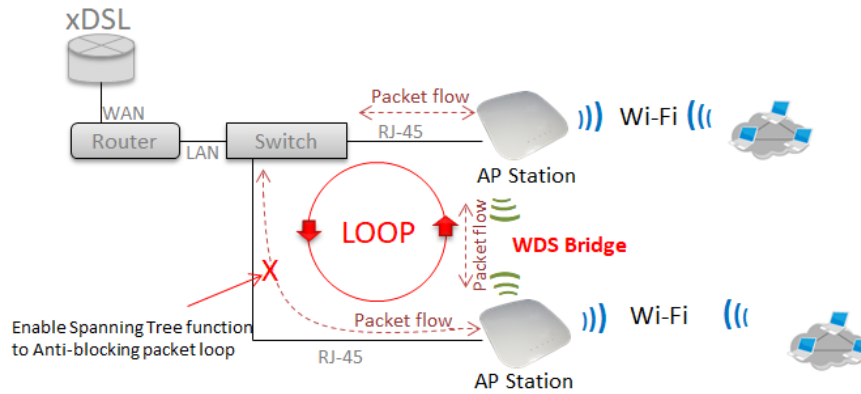 xDSL
WAN
Router
LAN
Switch
Packet flow
RJ-45
AP Station
Wi-Fi
LOOP
Packet flow
WDS Bridge
X
Enable Spanning Tree function
to Anti-blocking packet loop
Packet flow
RJ-45
AP Station
Wi-Fi